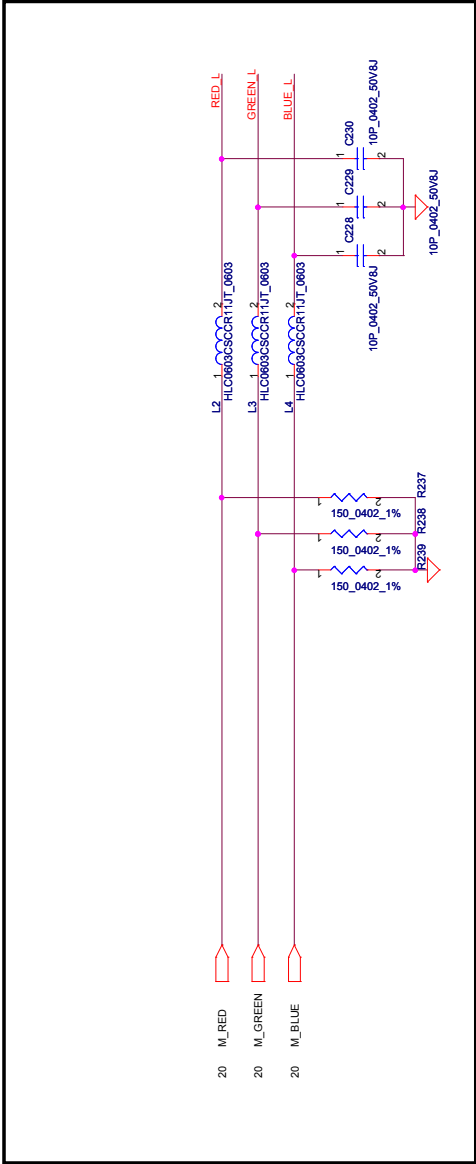 RED_L
GREEN_L
BLUE_L
C230
1
2
10P_0402_50V8J
C229
1
2
10P_0402_50V8J
C228
1
2
10P_0402_50V8J
L2
1
2
HLC0603CSCCR11JT_0603
L3
1
2
HLC0603CSCCR11JT_0603
L4
1
2
HLC0603CSCCR11JT_0603
R237
1
2
150_0402_1%
R238
1
2
150_0402_1%
R239
1
2
150_0402_1%
20 M_RED
20 M_GREEN
20 M_BLUE